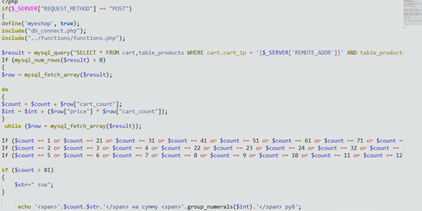 <?php
if($_SERVER["REQUEST_METHOD"] == "POST")
{
define('myeshop', true);
include("db_connect.php");
include("../functions/functions.php");
$result = mysql_query("SELECT * FROM cart,table_products WHERE cart.cart_ip = '{$_SERVER['REMOTE_ADDR']}' AND table_product
If (mysql_num_rows($result) > 0)
{
$row = mysql_fetch_array($result);
do
{
$count = $count + $row["cart_count"];
$int = $int + ($row["price"] * $row["cart_count"]);
}
while ($row = mysql_fetch_array($result));
If ($count == 1 or $count == 21 or $count == 31 or $count == 41 or $count == 51 or $count == 61 or $count == 71 or $count =
If ($count == 2 or $count == 3 or $count == 4 or $count == 22 or $count == 23 or $count == 24 or $count == 32 or $count ==
If ($count == 5 or $count == 6 or $count == 7 or $count == 8 or $count == 9 or $count == 10 or $count == 11 or $count == 12
if ($count > 81)
{
$str=" тов";
}
echo '<span>'.$count.$str.'</span> на сумму <span>'.group_numerals($int).'</span> руб';